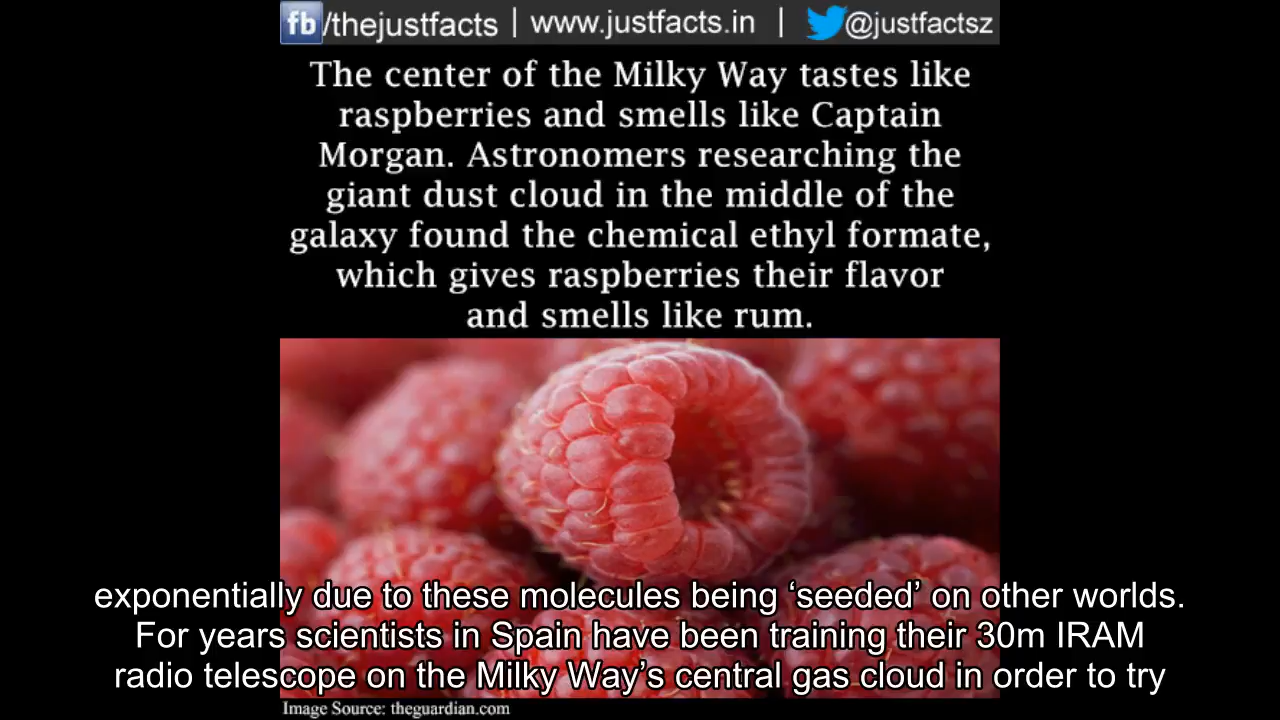 fb/thejustfacts | www.justfacts.in | @justfactsz
The center of the Milky Way tastes like
raspberries and smells like Captain
Morgan. Astronomers researching the
giant dust cloud in the middle of the
galaxy found the chemical ethyl formate,
which gives raspberries their flavor
and smells like rum.
exponentially due to these molecules being ‘seeded’ on other worlds.
For years scientists in Spain have been training their 30m IRAM
radio telescope on the Milky Way’s central gas cloud in order to try
Image Source: theguardian.com